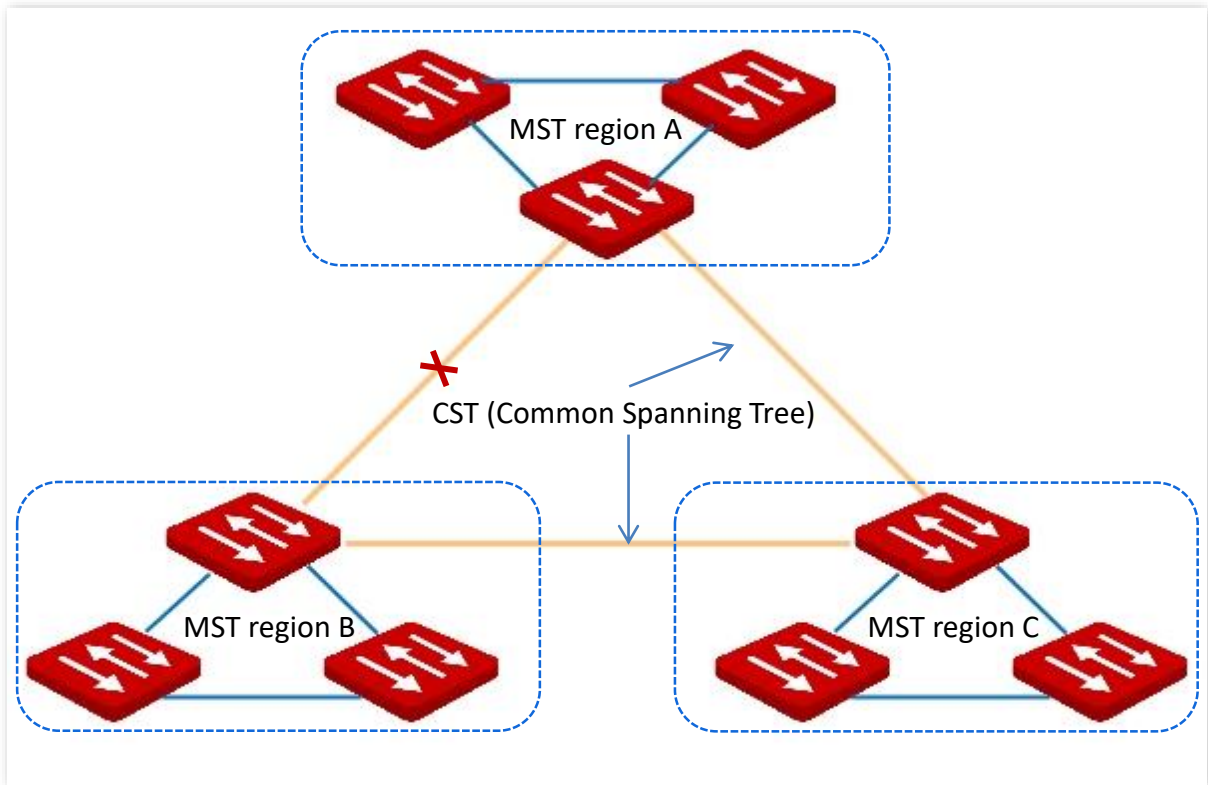 MST region A
CST (Common Spanning Tree)
MST region B
MST region C